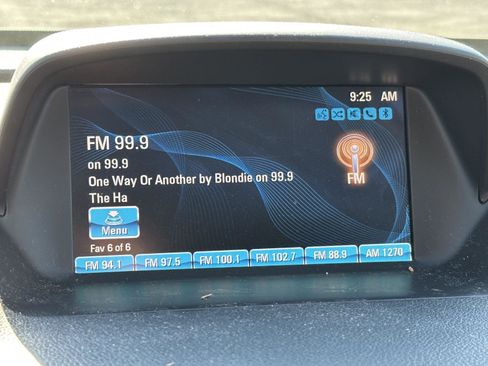 9:25 AM
FM 99.9
on 99.9
One Way Or Another by Blondie on 99.9
The Ha
FM
Menu
Fav 6 of 6
FM 94.1 FM 97.5 FM 100.1 FM 102.7 FM 88.9 AM 1270